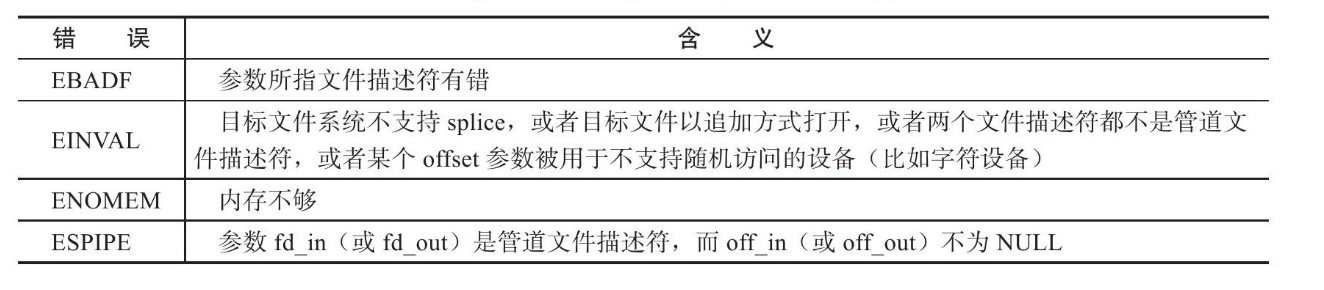 错 误 含 义
EBADF 参数所指文件描述符有错
EINVAL 目标文件系统不支持 splice，或者目标文件以追加方式打开，或者两个文件描述符都不是管道文
件描述符，或者某个 offset 参数被用于不支持随机访问的设备（比如字符设备）
ENOMEM 内存不够
ESPIPE 参数 fd_in（或 fd_out）是管道文件描述符，而 off_in（或 off_out）不为 NULL